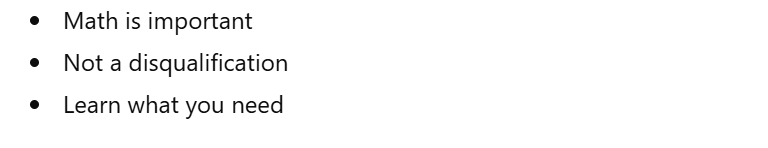 • Math is important
• Not a disqualification
• Learn what you need